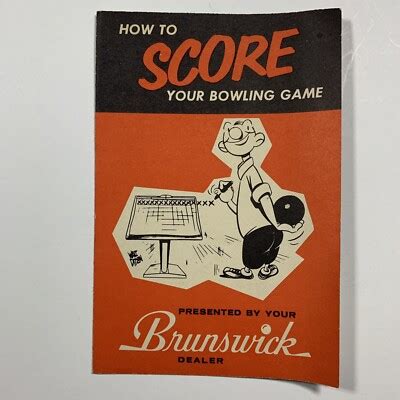 HOW TO
SCORE
YOUR BOWLING GAME
PRESENTED BY YOUR
Brunswick
DEALER